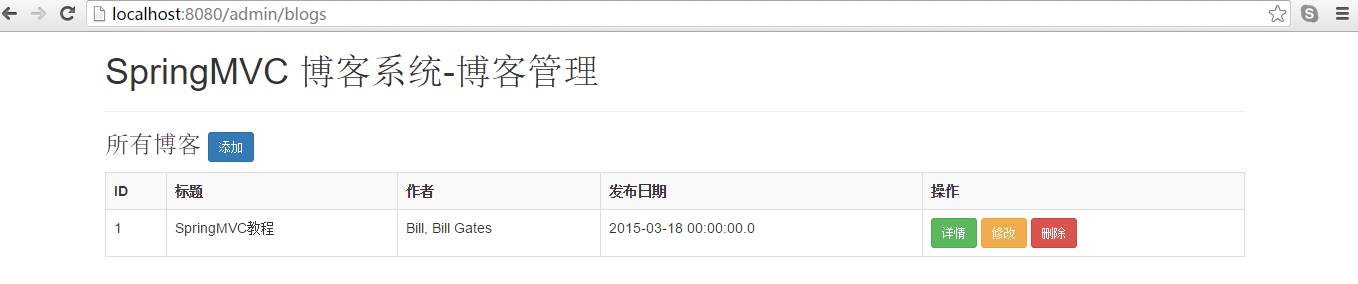 localhost:8080/admin/blogs
SpringMVC 博客系统-博客管理
所有博客 添加
ID 标题 作者 发布日期 操作
1 SpringMVC教程 Bill, Bill Gates 2015-03-18 00:00:00.0 详情 修改 删除